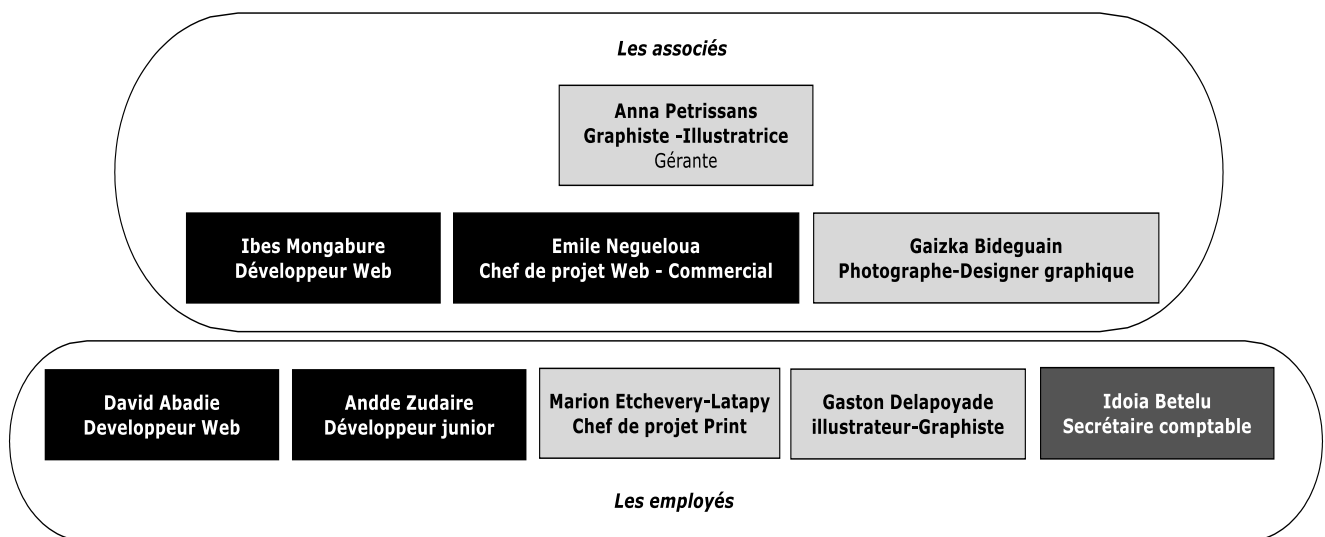 Les associés
Anna Petrissans
Graphiste -Illustratrice
Gérante
Ibes Mongabure
Développeur Web
Emile Negueloua
Chef de projet Web - Commercial
Gaizka Bideguain
Photographe-Designer graphique
David Abadie
Developpeur Web
Andde Zudaire
Développeur junior
Marion Etchevery-Latapy
Chef de projet Print
Gaston Delapoyade
illustrateur-Graphiste
Idoia Betelu
Secrétaire comptable
Les employés